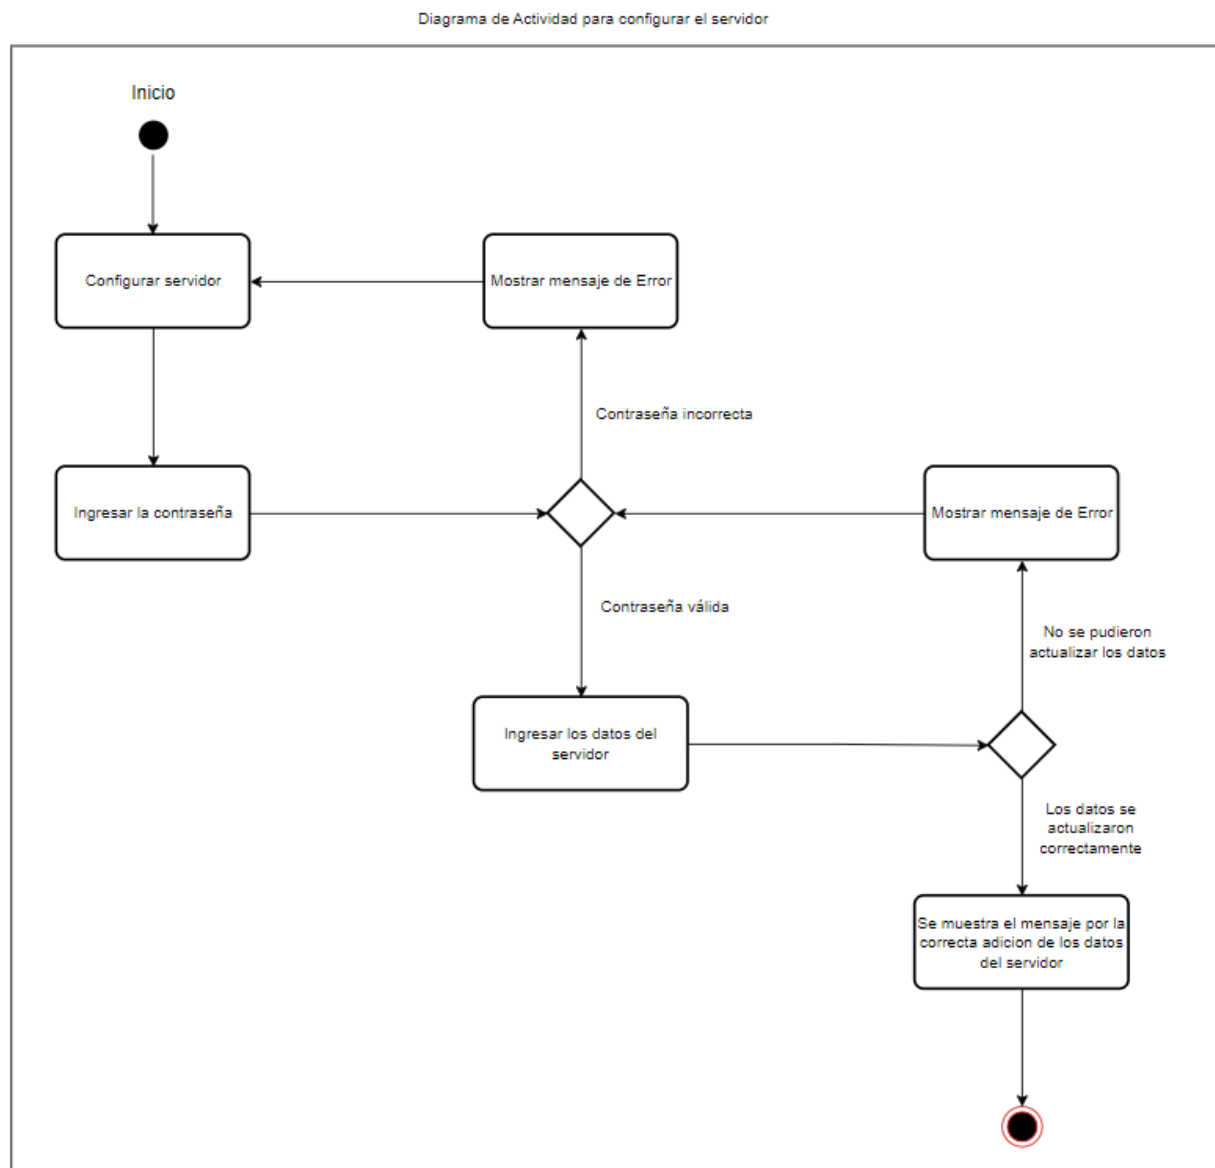 Diagrama de Actividad para configurar el servidor
Inicio
Configurar servidor
Mostrar mensaje de Error
Contraseña incorrecta
Ingresar la contraseña
Mostrar mensaje de Error
Contraseña válida
No se pudieron
actualizar los datos
Ingresar los datos del
servidor
Los datos se
actualizaron
correctamente
Se muestra el mensaje por la
correcta adicion de los datos
del servidor